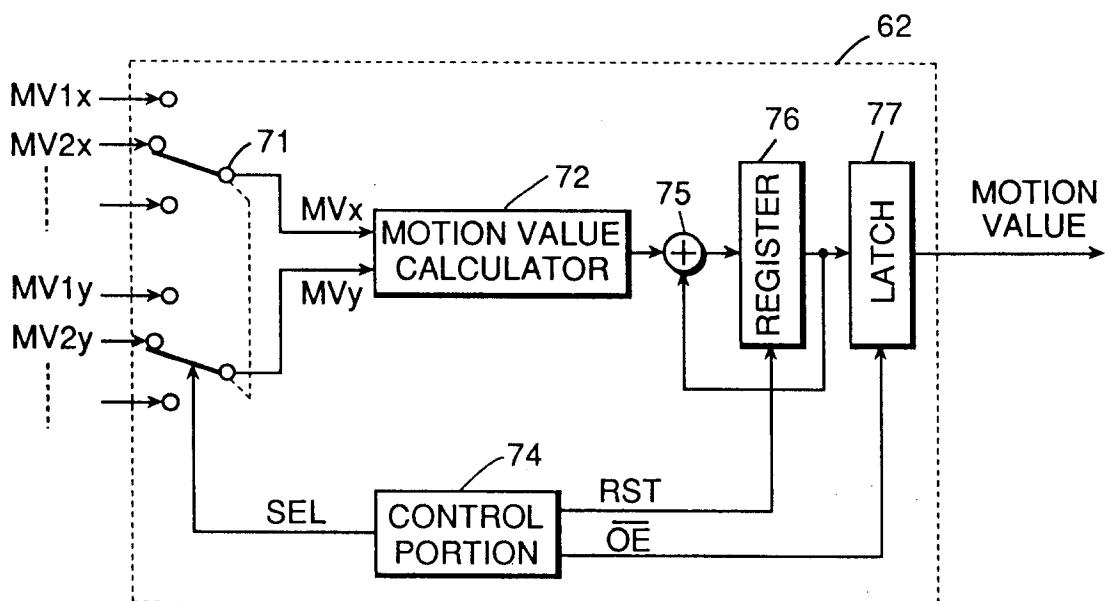 62
MV1x
MV2x
71
MV1y
MV2y
MVx
MVy
72
MOTION VALUE
CALCULATOR
75
76
REGISTER
77
LATCH
MOTION
VALUE
74
CONTROL
PORTION
SEL
RST
O̅E̅